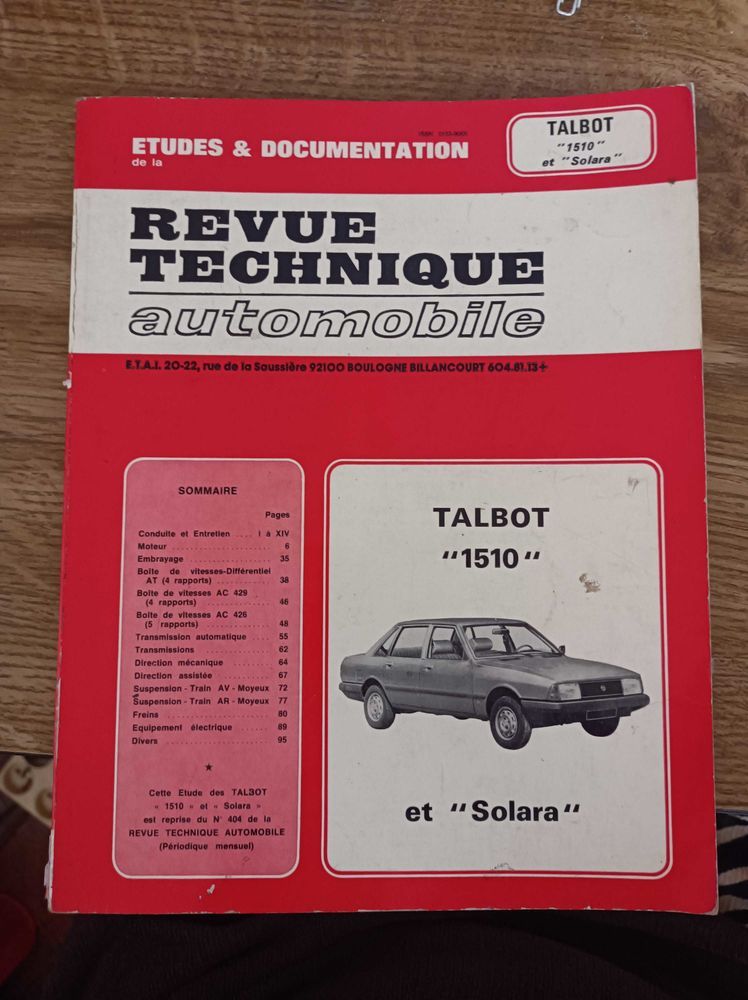 ISSN 0153-906X
ETUDES & DOCUMENTATION
de la
TALBOT
"1510"
et "Solara"
REVUE
TECHNIQUE
automobile
E.T.A.I. 20-22, rue de la Saussière 92100 BOULOGNE BILLANCOURT 604.81.13+
SOMMAIRE
Pages
Conduite et Entretien .... I à XIV
Moteur .................... 6
Embrayage ................. 35
Boîte de vitesses-Différentiel
AT (4 rapports) ........... 38
Boîte de vitesses AC 429
(4 rapports) ............ 46
Boîte de vitesses AC 426
(5 rapports) ............ 48
Transmission automatique .... 55
Transmissions ............. 62
Direction mécanique ....... 64
Direction assistée ........ 67
Suspension - Train AV - Moyeux 72
Suspension - Train AR - Moyeux 77
Freins .................... 80
Equipement électrique ..... 89
Divers .................... 95
★
Cette Etude des TALBOT
« 1510 » et « Solara »
est reprise du N° 404 de la
REVUE TECHNIQUE AUTOMOBILE
(Périodique mensuel)
TALBOT
"1510"
et "Solara"